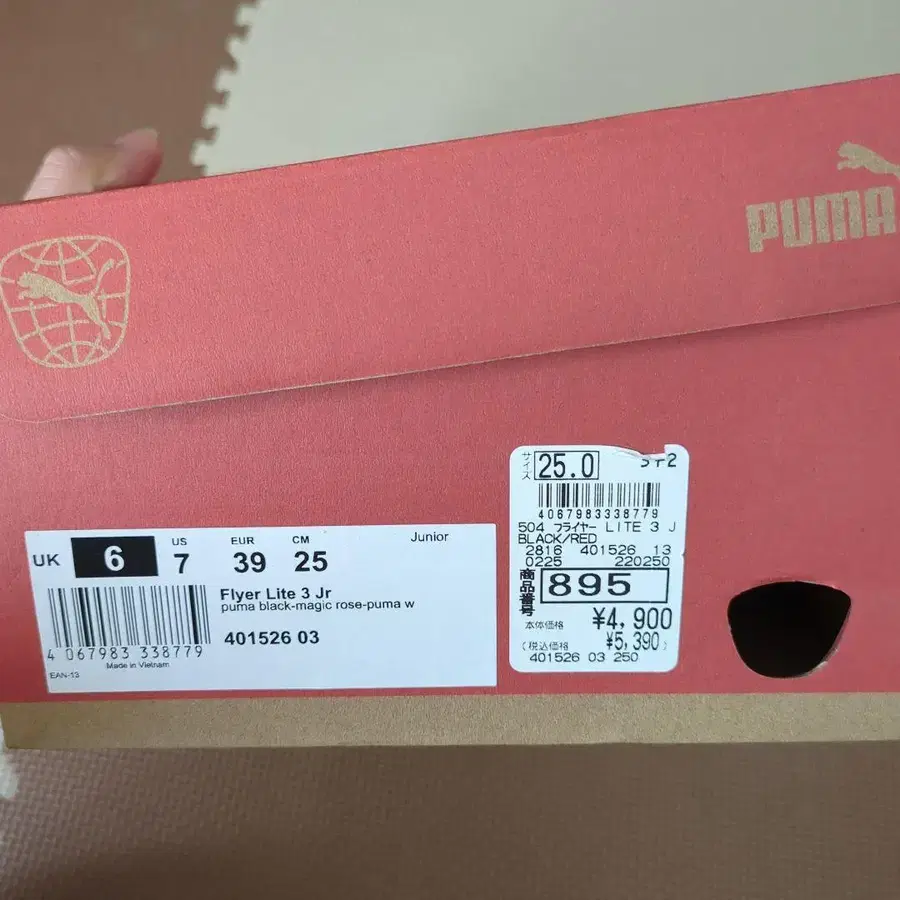 PUMA
サイズ 25.0
4067983338779
504 フライヤー LITE 3 J
BLACK/RED
2816 401526 13
0225 220250
商品番号 895
本体価格 ¥4,900
(税込価格 ¥5,390)
401526 03 250
Junior
UK 6 US 7 EUR 39 CM 25
Flyer Lite 3 Jr
puma black-magic rose-puma w
401526 03
4 067983 338779
Made in Vietnam
EAN-13